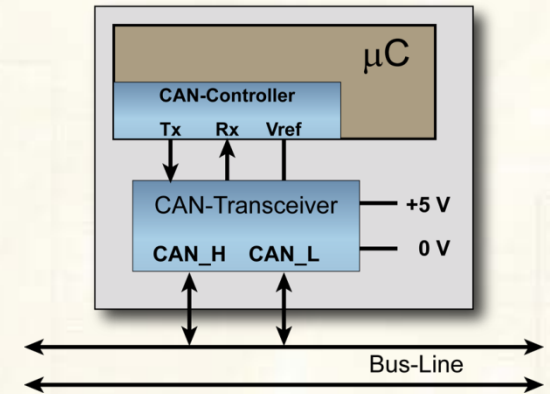 μC
CAN-Controller
Tx Rx Vref
CAN-Transceiver
+5 V
0 V
CAN_H CAN_L
Bus-Line